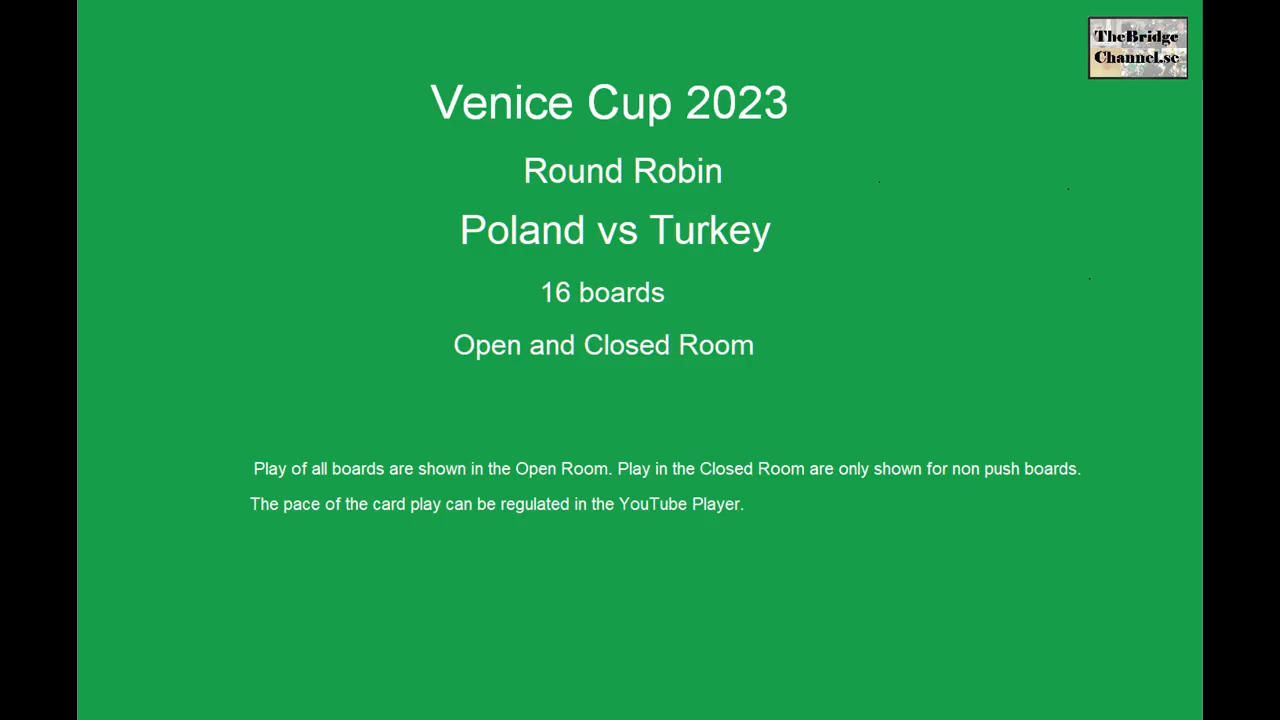 TheBridge
Channel.se
Venice Cup 2023
Round Robin
Poland vs Turkey
16 boards
Open and Closed Room
Play of all boards are shown in the Open Room. Play in the Closed Room are only shown for non push boards.
The pace of the card play can be regulated in the YouTube Player.